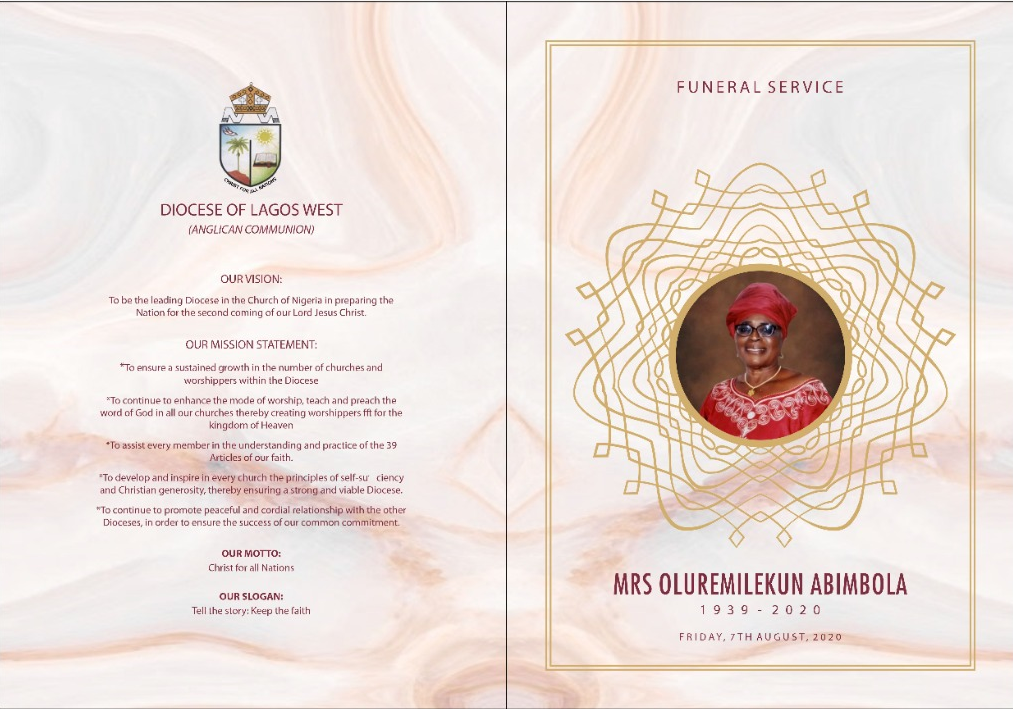 CHRIST FOR ALL NATIONS
DIOCESE OF LAGOS WEST
(ANGLICAN COMMUNION)
OUR VISION:
To be the leading Diocese in the Church of Nigeria in preparing the
Nation for the second coming of our Lord Jesus Christ.
OUR MISSION STATEMENT:
*To ensure a sustained growth in the number of churches and
worshippers within the Diocese
*To continue to enhance the mode of worship, teach and preach the
word of God in all our churches thereby creating worshippers fft for the
kingdom of Heaven
*To assist every member in the understanding and practice of the 39
Articles of our faith.
*To develop and inspire in every church the principles of self-su ciency
and Christian generosity, thereby ensuring a strong and viable Diocese.
*To continue to promote peaceful and cordial relationship with the other
Dioceses, in order to ensure the success of our common commitment.
OUR MOTTO:
Christ for all Nations
OUR SLOGAN:
Tell the story: Keep the faith
FUNERAL SERVICE
MRS OLUREMILEKUN ABIMBOLA
1939 - 2020
FRIDAY, 7TH AUGUST, 2020